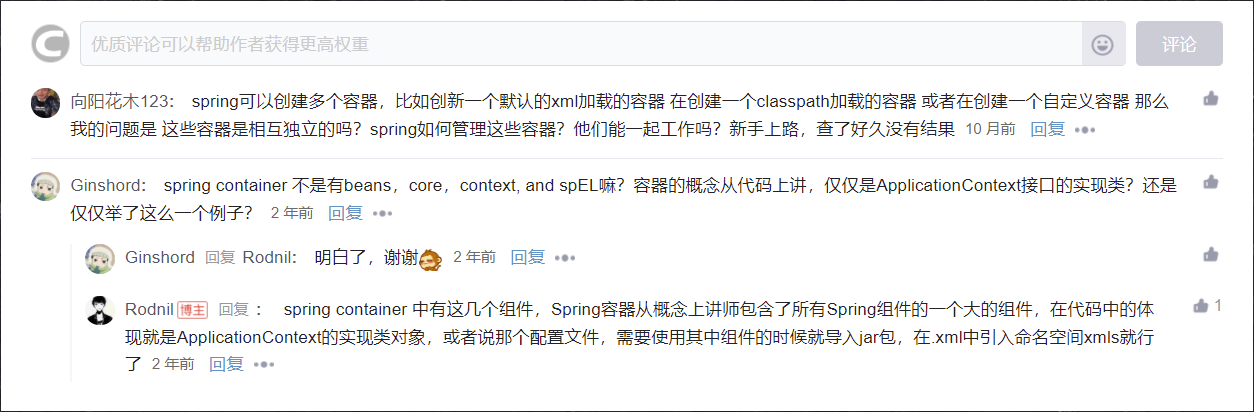 优质评论可以帮助作者获得更高权重
评论
向阳花木123： spring可以创建多个容器，比如创新一个默认的xml加载的容器 在创建一个classpath加载的容器 或者在创建一个自定义容器 那么
我的问题是 这些容器是相互独立的吗？spring如何管理这些容器？他们能一起工作吗？新手上路，查了好久没有结果 10 月前 回复
Ginshord： spring container 不是有beans，core，context, and spEL嘛？容器的概念从代码上讲，仅仅是ApplicationContext接口的实现类？还是
仅仅举了这么一个例子？ 2 年前 回复
Ginshord 回复 Rodnil： 明白了，谢谢 2 年前 回复
Rodnil 博主 回复 ： spring container 中有这几个组件，Spring容器从概念上讲师包含了所有Spring组件的一个大的组件，在代码中的体 1
现就是ApplicationContext的实现类对象，或者说那个配置文件，需要使用其中组件的时候就导入jar包，在.xml中引入命名空间xmls就行
了 2 年前 回复